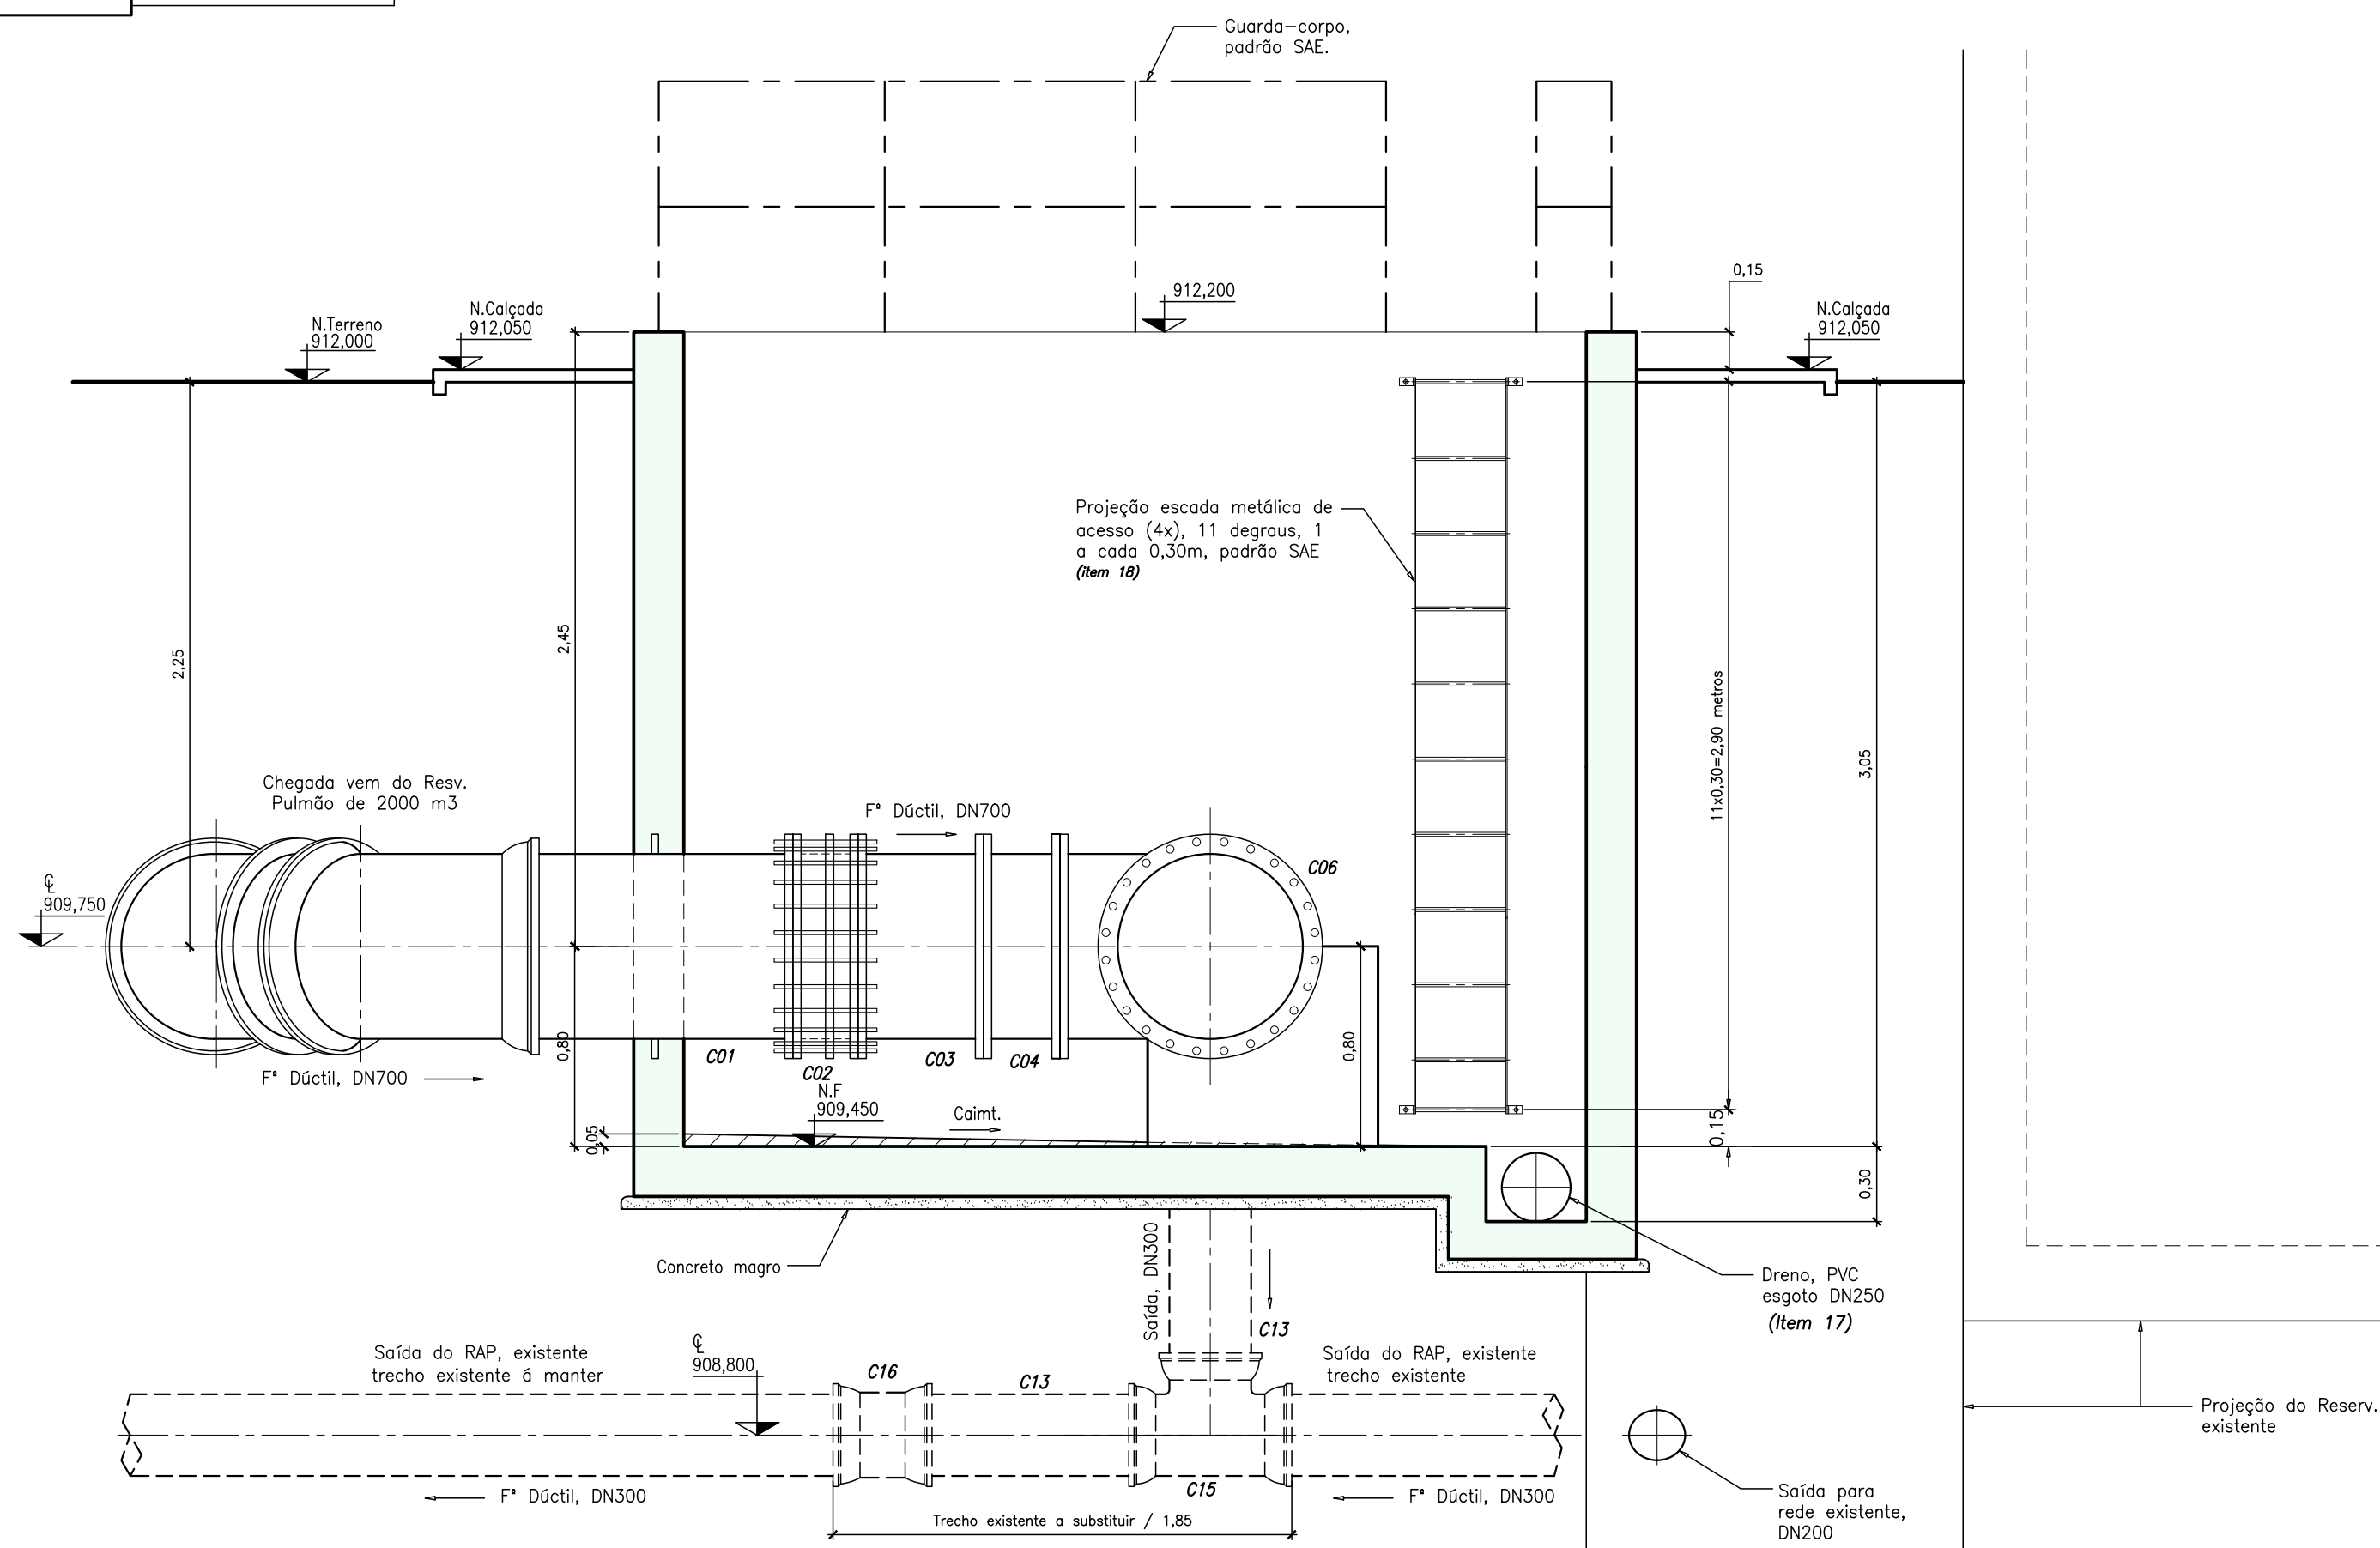 Guarda-corpo,
padrão SAE.
0,15
912,200
N.Calçada
912,050
N.Terreno
912,000
N.Calçada
912,050
Projeção escada metálica de
acesso (4x), 11 degraus, 1
a cada 0,30m, padrão SAE
(item 18)
2,25
2,45
11x0,30=2,90 metros
3,05
Chegada vem do Resv.
Pulmão de 2000 m3
Fº Dúctil, DN700
C06
℄
909,750
0,80
0,80
C01
C02
C03
C04
Fº Dúctil, DN700
N.F
909,450
Caimt.
0,05
0,15
0,30
Concreto magro
Saída, DN300
Dreno, PVC
esgoto DN250
(Item 17)
C13
Saída do RAP, existente
trecho existente á manter
℄
908,800
C16
C13
Saída do RAP, existente
trecho existente
Projeção do Reserv.
existente
Fº Dúctil, DN300
C15
Fº Dúctil, DN300
Saída para
rede existente,
DN200
Trecho existente a substituir / 1,85